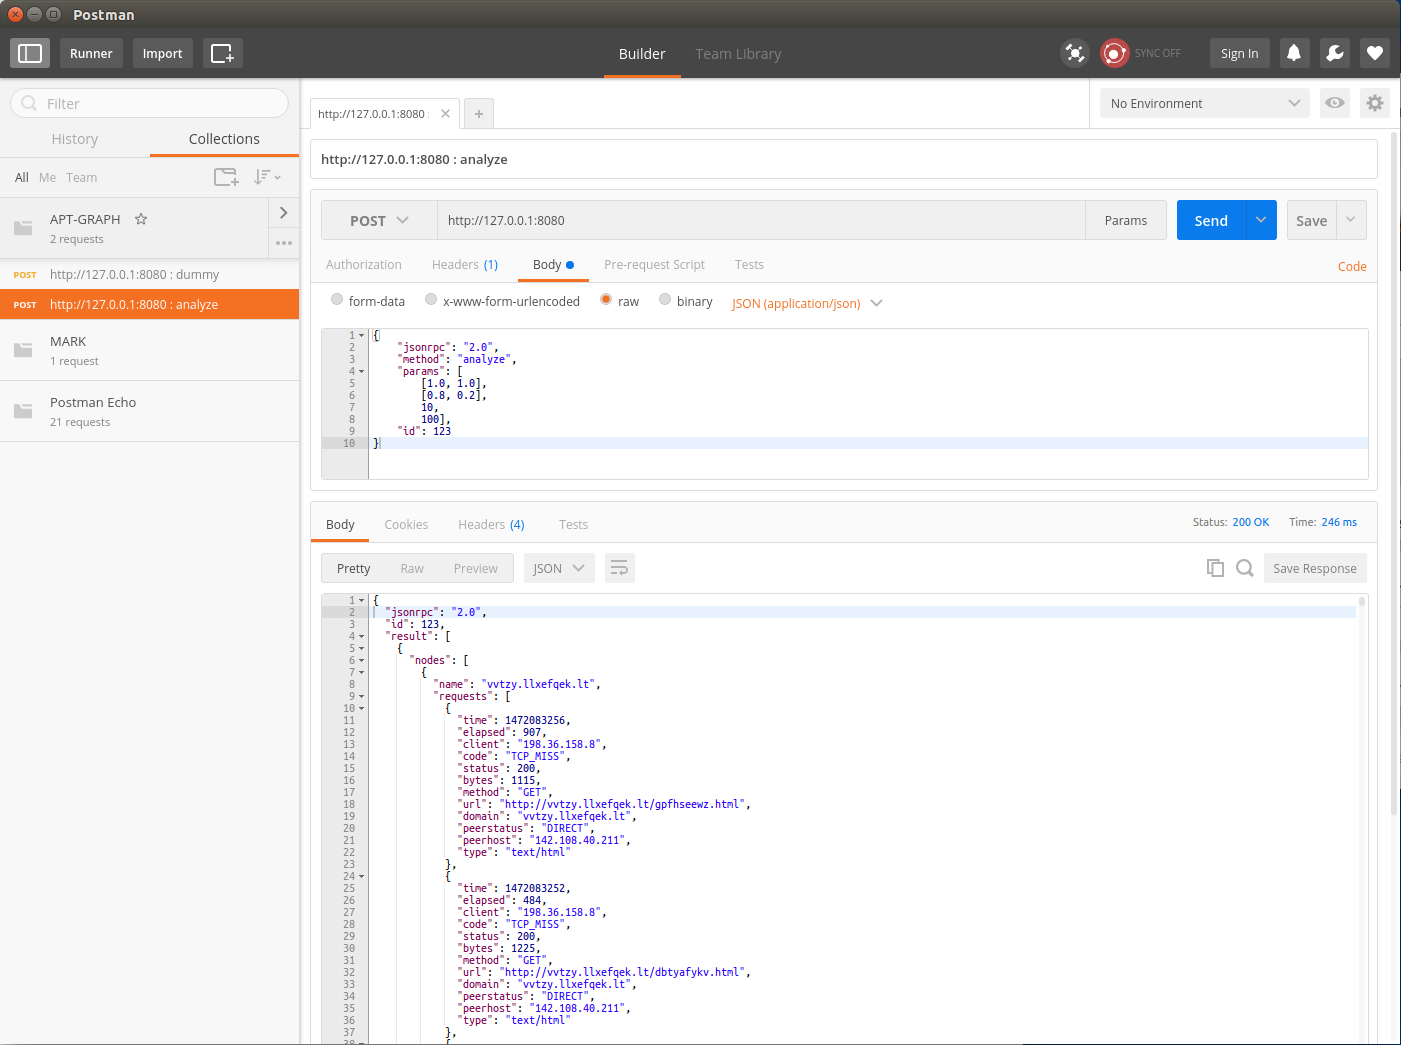 Postman
Runner
Import
Builder
Team Library
SYNC OFF
Sign In
Filter
History
Collections
All Me Team
APT-GRAPH
2 requests
POST http://127.0.0.1:8080 : dummy
POST http://127.0.0.1:8080 : analyze
MARK
1 request
Postman Echo
21 requests
http://127.0.0.1:8080 :
No Environment
http://127.0.0.1:8080 : analyze
POST http://127.0.0.1:8080 Params Send Save
Authorization Headers (1) Body Pre-request Script Tests Code
form-data x-www-form-urlencoded raw binary JSON (application/json)
1 {
2 "jsonrpc": "2.0",
3 "method": "analyze",
4 "params": [
5 [1.0, 1.0],
6 [0.8, 0.2],
7 10,
8 100],
9 "id": 123
10 }
Body Cookies Headers (4) Tests Status: 200 OK Time: 246 ms
Pretty Raw Preview JSON Save Response
1 {
2 "jsonrpc": "2.0",
3 "id": 123,
4 "result": [
5 {
6 "nodes": [
7 {
8 "name": "vvtzy.llxefqek.lt",
9 "requests": [
10 {
11 "time": 1472083256,
12 "elapsed": 907,
13 "client": "198.36.158.8",
14 "code": "TCP_MISS",
15 "status": 200,
16 "bytes": 1115,
17 "method": "GET",
18 "url": "http://vvtzy.llxefqek.lt/gpfhseewz.html",
19 "domain": "vvtzy.llxefqek.lt",
20 "peerstatus": "DIRECT",
21 "peerhost": "142.108.40.211",
22 "type": "text/html"
23 },
24 {
25 "time": 1472083252,
26 "elapsed": 484,
27 "client": "198.36.158.8",
28 "code": "TCP_MISS",
29 "status": 200,
30 "bytes": 1225,
31 "method": "GET",
32 "url": "http://vvtzy.llxefqek.lt/dbtyafykv.html",
33 "domain": "vvtzy.llxefqek.lt",
34 "peerstatus": "DIRECT",
35 "peerhost": "142.108.40.211",
36 "type": "text/html"
37 },
38 {